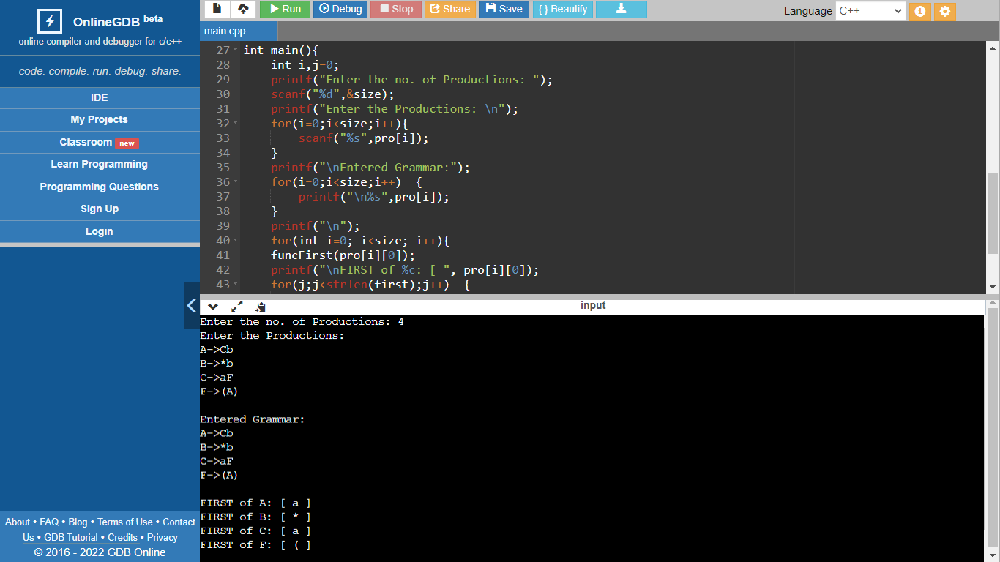 OnlineGDB beta
online compiler and debugger for c/c++
code. compile. run. debug. share.
IDE
My Projects
Classroom new
Learn Programming
Programming Questions
Sign Up
Login
About • FAQ • Blog • Terms of Use • Contact
Us • GDB Tutorial • Credits • Privacy
© 2016 - 2022 GDB Online
Run Debug Stop Share Save { } Beautify Language C++
main.cpp
27 int main(){
28 int i,j=0;
29 printf("Enter the no. of Productions: ");
30 scanf("%d",&size);
31 printf("Enter the Productions: \n");
32 for(i=0;i<size;i++){
33 scanf("%s",pro[i]);
34 }
35 printf("\nEntered Grammar:");
36 for(i=0;i<size;i++)  {
37 printf("\n%s",pro[i]);
38 }
39 printf("\n");
40 for(int i=0; i<size; i++){
41 funcFirst(pro[i][0]);
42 printf("\nFIRST of %c: [ ", pro[i][0]);
43 for(j;j<strlen(first);j++)  {
input
Enter the no. of Productions: 4
Enter the Productions:
A->Cb
B->*b
C->aF
F->(A)
Entered Grammar:
A->Cb
B->*b
C->aF
F->(A)
FIRST of A: [ a ]
FIRST of B: [ * ]
FIRST of C: [ a ]
FIRST of F: [ ( ]